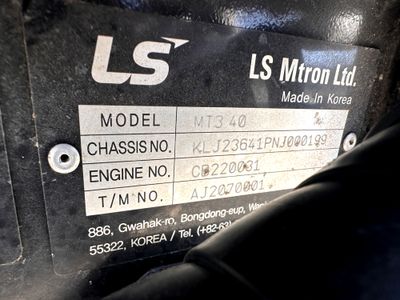 LS
LS Mtron Ltd.
Made In Korea
MODEL MT3 40
CHASSIS NO. KLJ23641PNJ000199
ENGINE NO. CD220031
T/M NO. AJ2070001
886, Gwahak-ro, Bongdong-eup,
55322, KOREA / Tel. (+82-63)